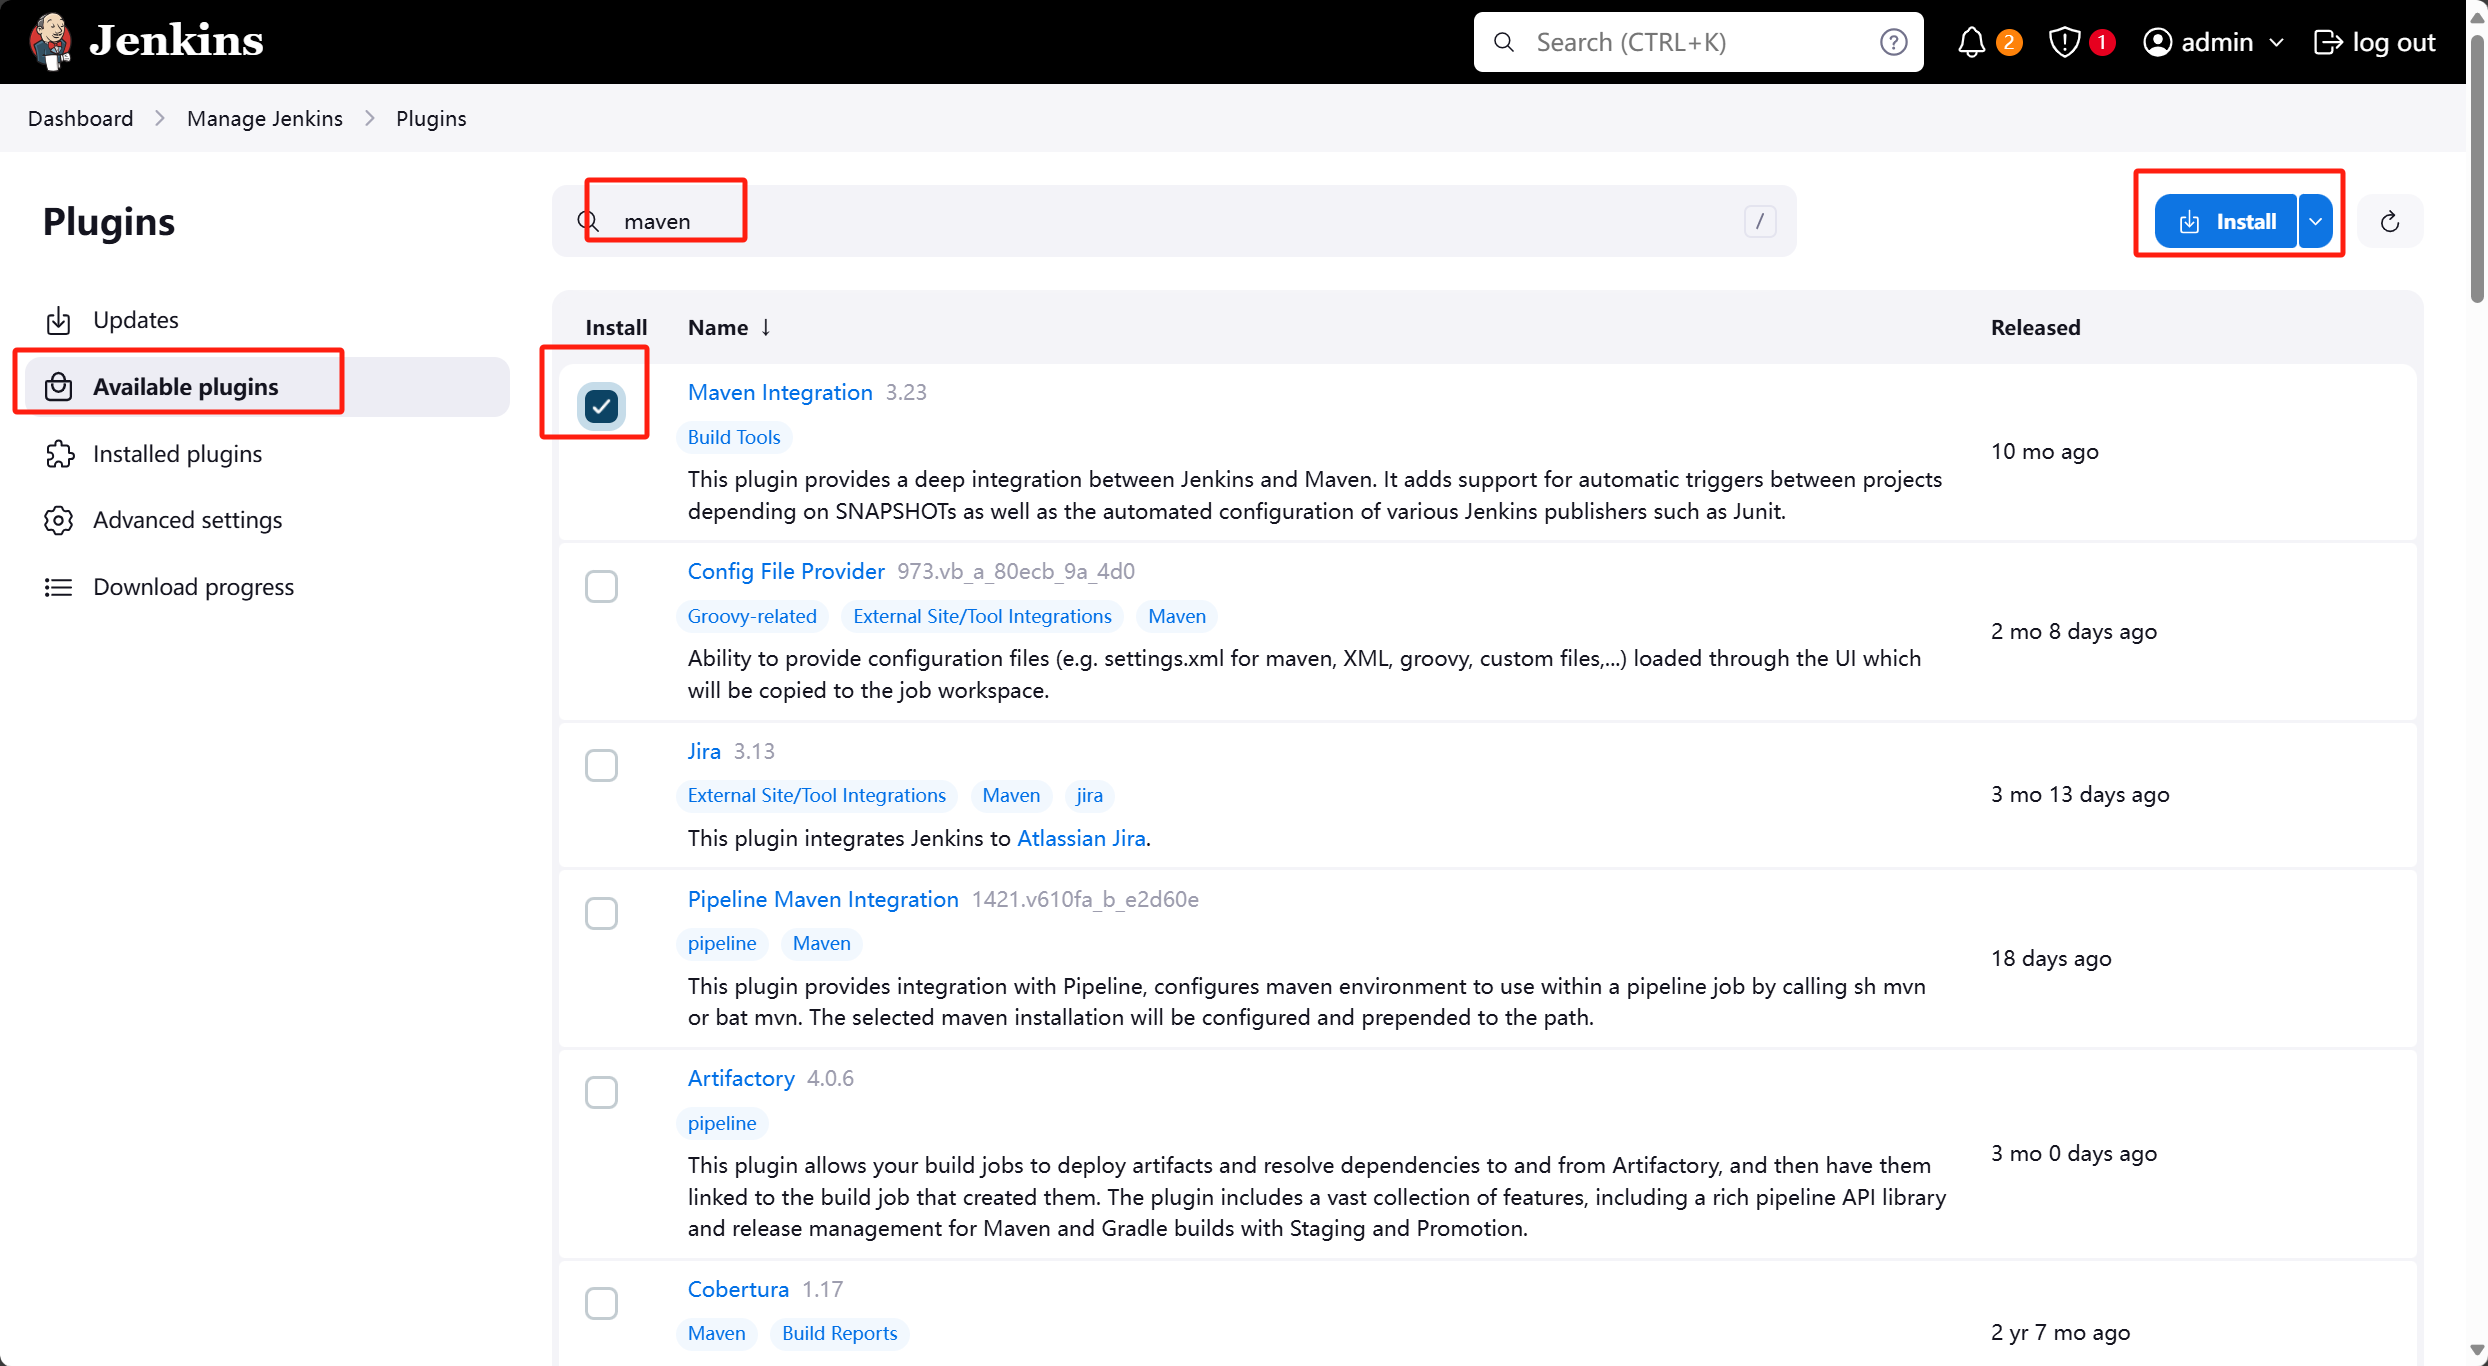 Jenkins
Search (CTRL+K)
2
1
admin
log out
Dashboard
Manage Jenkins
Plugins
Plugins
maven
/
Install
Updates
Available plugins
Installed plugins
Advanced settings
Download progress
Install Name ↓ Released
Maven Integration 3.23
Build Tools
This plugin provides a deep integration between Jenkins and Maven. It adds support for automatic triggers between projects
depending on SNAPSHOTs as well as the automated configuration of various Jenkins publishers such as Junit.
10 mo ago
Config File Provider 973.vb_a_80ecb_9a_4d0
Groovy-related External Site/Tool Integrations Maven
Ability to provide configuration files (e.g. settings.xml for maven, XML, groovy, custom files,...) loaded through the UI which
will be copied to the job workspace.
2 mo 8 days ago
Jira 3.13
External Site/Tool Integrations Maven jira
This plugin integrates Jenkins to Atlassian Jira.
3 mo 13 days ago
Pipeline Maven Integration 1421.v610fa_b_e2d60e
pipeline Maven
This plugin provides integration with Pipeline, configures maven environment to use within a pipeline job by calling sh mvn
or bat mvn. The selected maven installation will be configured and prepended to the path.
18 days ago
Artifactory 4.0.6
pipeline
This plugin allows your build jobs to deploy artifacts and resolve dependencies to and from Artifactory, and then have them
linked to the build job that created them. The plugin includes a vast collection of features, including a rich pipeline API library
and release management for Maven and Gradle builds with Staging and Promotion.
3 mo 0 days ago
Cobertura 1.17
Maven Build Reports
2 yr 7 mo ago